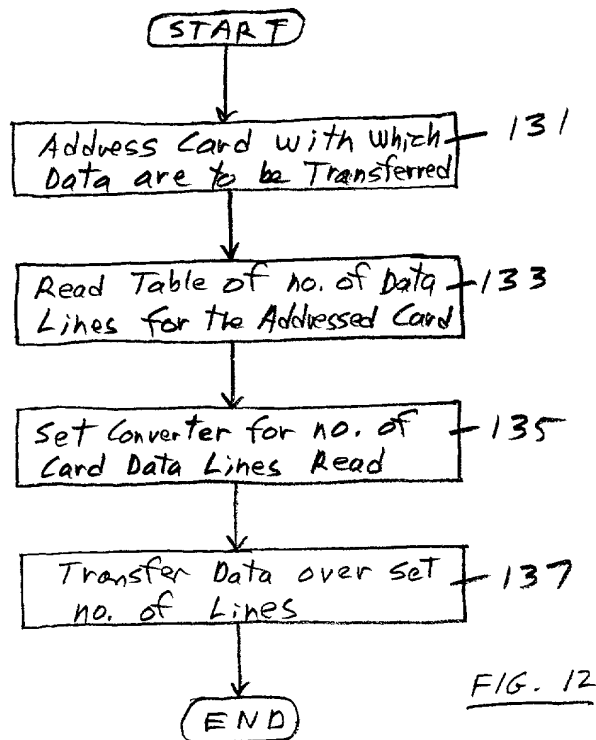 START
Address Card with which
Data are to be Transferred
131
Read Table of no. of Data
Lines for the Addressed Card
133
Set Converter for no. of
Card Data Lines Read
135
Transfer Data over set
no. of Lines
137
END
FIG. 12